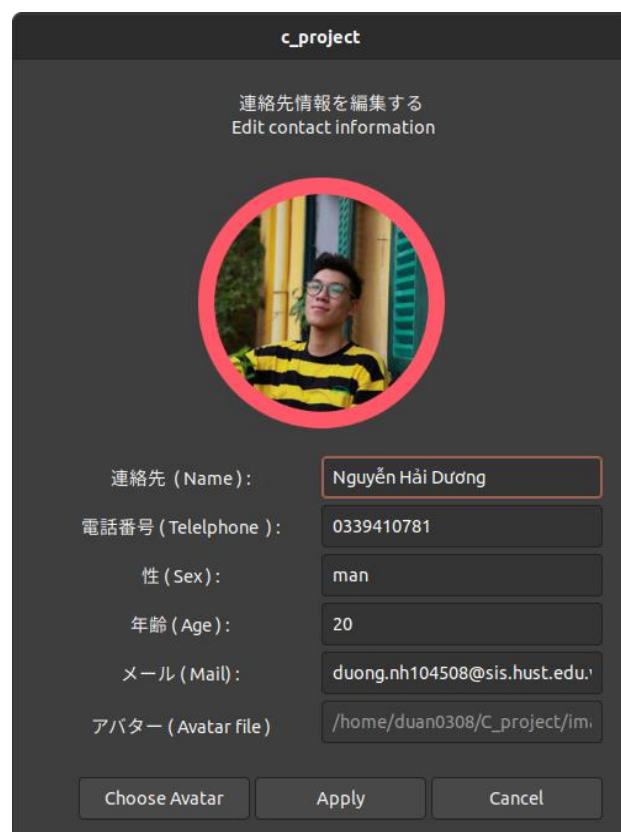 c_project
連絡先情報を編集する
Edit contact information
連絡先 ( Name ) : Nguyễn Hải Dương
電話番号 ( Telelphone ) : 0339410781
性 ( Sex ) : man
年齢 ( Age ) : 20
メール ( Mail) : duong.nh104508@sis.hust.edu.
アバター ( Avatar file ) /home/duan0308/C_project/im
Choose Avatar Apply Cancel